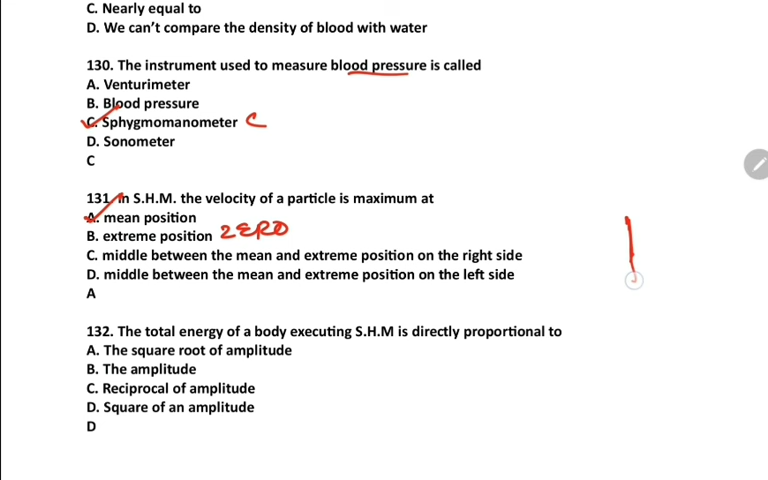 C. Nearly equal to
D. We can't compare the density of blood with water
130. The instrument used to measure blood pressure is called
A. Venturimeter
B. Blood pressure
C. Sphygmomanometer C
D. Sonometer
C
131. In S.H.M. the velocity of a particle is maximum at
A. mean position
B. extreme position ZERO
C. middle between the mean and extreme position on the right side
D. middle between the mean and extreme position on the left side
A
132. The total energy of a body executing S.H.M is directly proportional to
A. The square root of amplitude
B. The amplitude
C. Reciprocal of amplitude
D. Square of an amplitude
D